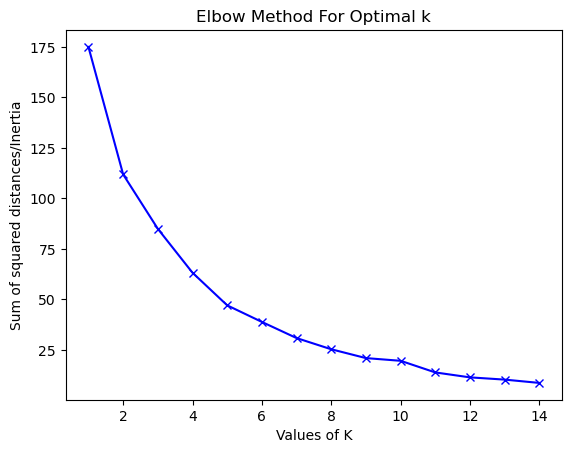 Elbow Method For Optimal k
Sum of squared distances/Inertia
175
150
125
100
75
50
25
2 4 6 8 10 12 14
Values of K